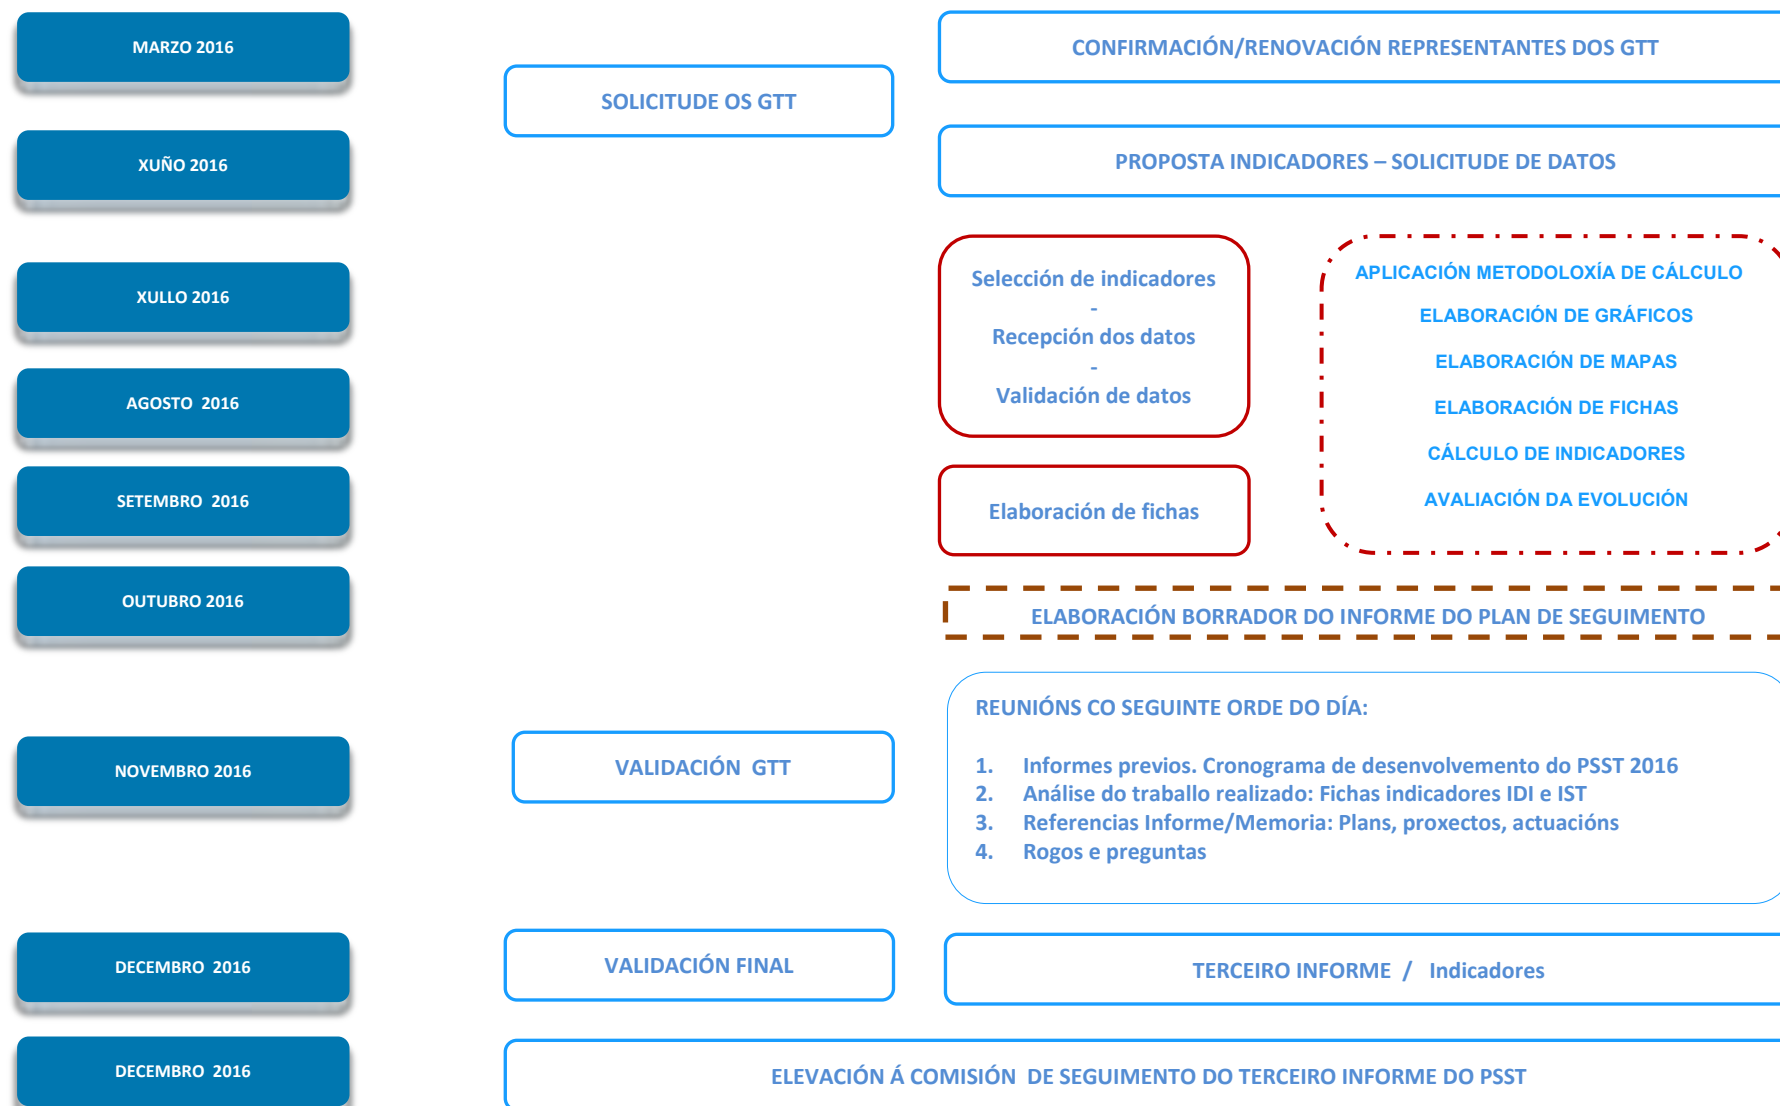 MARZO 2016
CONFIRMACIÓN/RENOVACIÓN REPRESENTANTES DOS GTT
SOLICITUDE OS GTT
XUÑO 2016
PROPOSTA INDICADORES – SOLICITUDE DE DATOS
XULLO 2016
AGOSTO 2016
SETEMBRO 2016
Selección de indicadores
-
Recepción dos datos
-
Validación de datos
Elaboración de fichas
APLICACIÓN METODOLOXÍA DE CÁLCULO
ELABORACIÓN DE GRÁFICOS
ELABORACIÓN DE MAPAS
ELABORACIÓN DE FICHAS
CÁLCULO DE INDICADORES
AVALIACIÓN DA EVOLUCIÓN
OUTUBRO 2016
ELABORACIÓN BORRADOR DO INFORME DO PLAN DE SEGUIMENTO
NOVEMBRO 2016
VALIDACIÓN GTT
REUNIÓNS CO SEGUINTE ORDE DO DÍA:
1. Informes previos. Cronograma de desenvolvemento do PSST 2016
2. Análise do traballo realizado: Fichas indicadores IDI e IST
3. Referencias Informe/Memoria: Plans, proxectos, actuacións
4. Rogos e preguntas
DECEMBRO 2016
VALIDACIÓN FINAL
TERCEIRO INFORME / Indicadores
DECEMBRO 2016
ELEVACIÓN Á COMISIÓN DE SEGUIMENTO DO TERCEIRO INFORME DO PSST